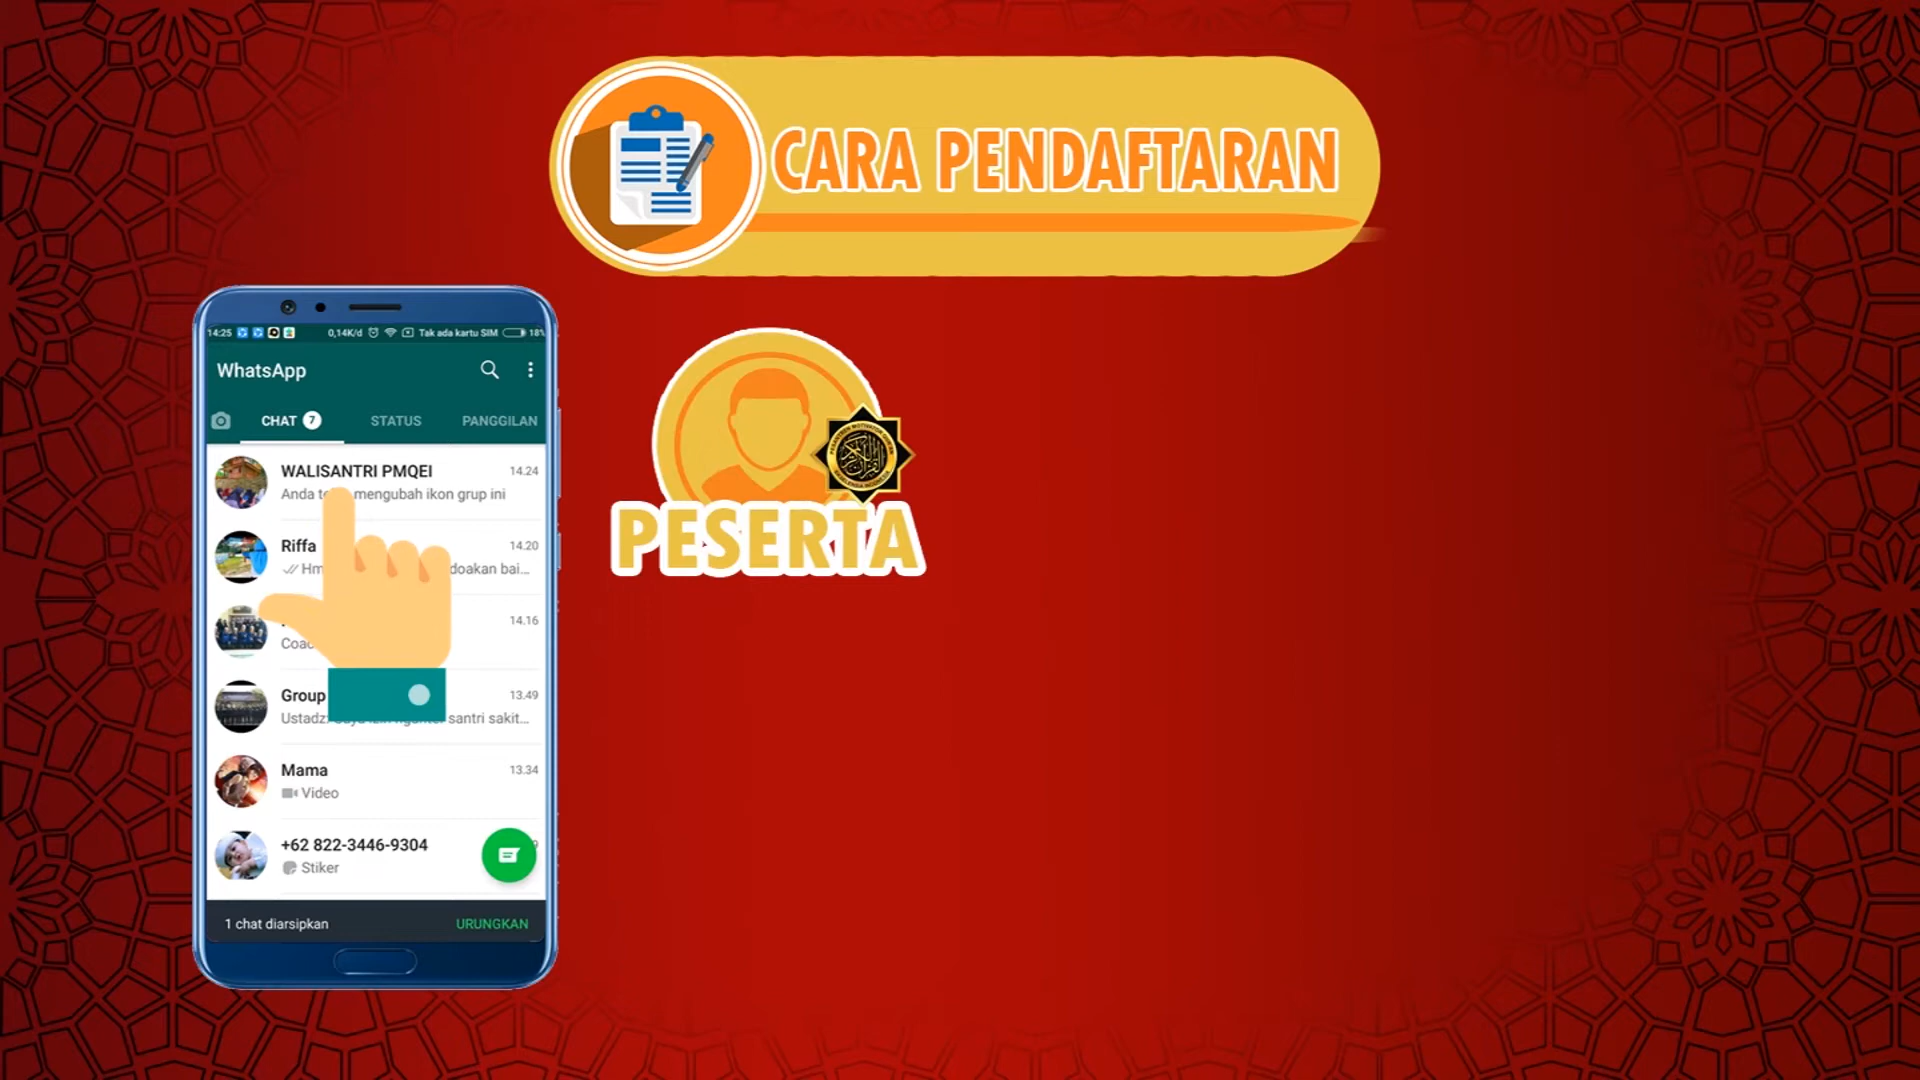 CARA PENDAFTARAN
14:25 0,14K/d Tak ada kartu SIM 18%
WhatsApp
CHAT 7 STATUS PANGGILAN
WALISANTRI PMQEI 14.24
Anda mengubah ikon grup ini
Riffa 14.20
doakan bai...
14.16
Group 13.49
Ustadz: santri sakit...
Mama 13.34
Video
+62 822-3446-9304
Stiker
1 chat diarsipkan URUNGKAN
PESERTA